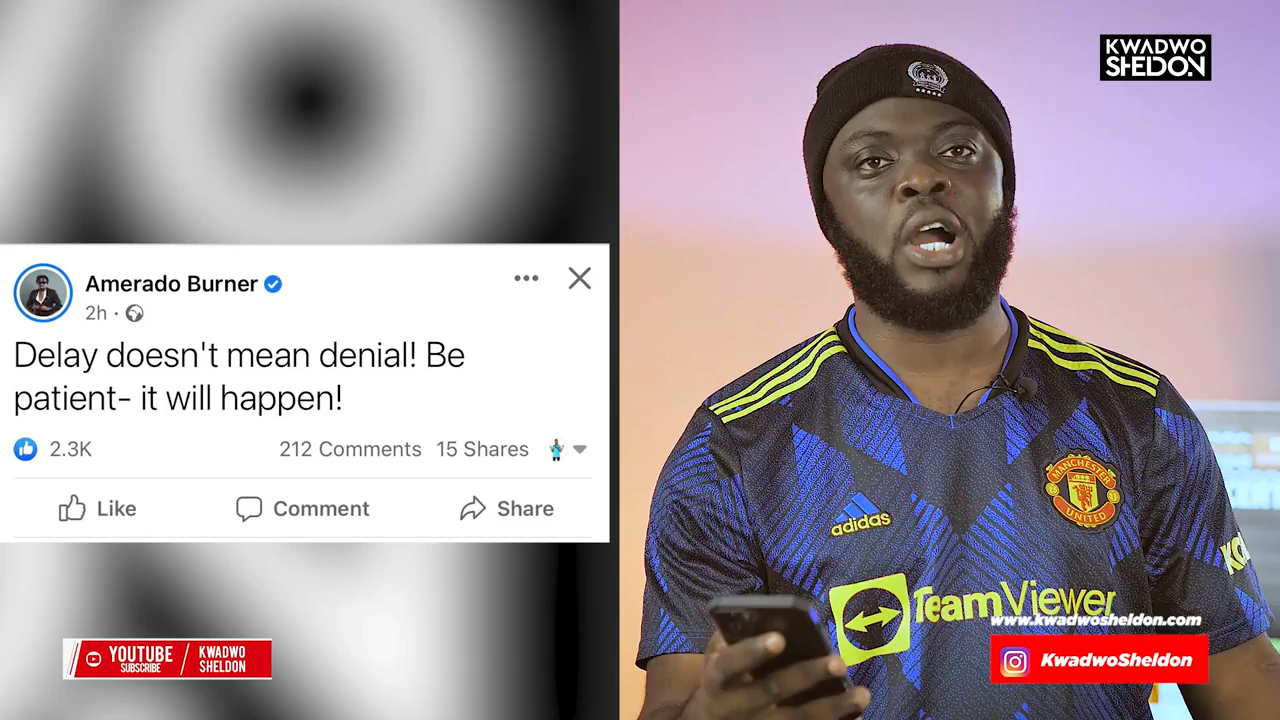 KWADWO
SHELDON
Amerado Burner
2h ·
Delay doesn't mean denial! Be
patient- it will happen!
2.3K
212 Comments 15 Shares
Like
Comment
Share
MANCHESTER
UNITED
adidas
TeamViewer
www.kwadwosheldon.com
KwadwoSheldon
YOUTUBE
SUBSCRIBE
KWADWO
SHELDON